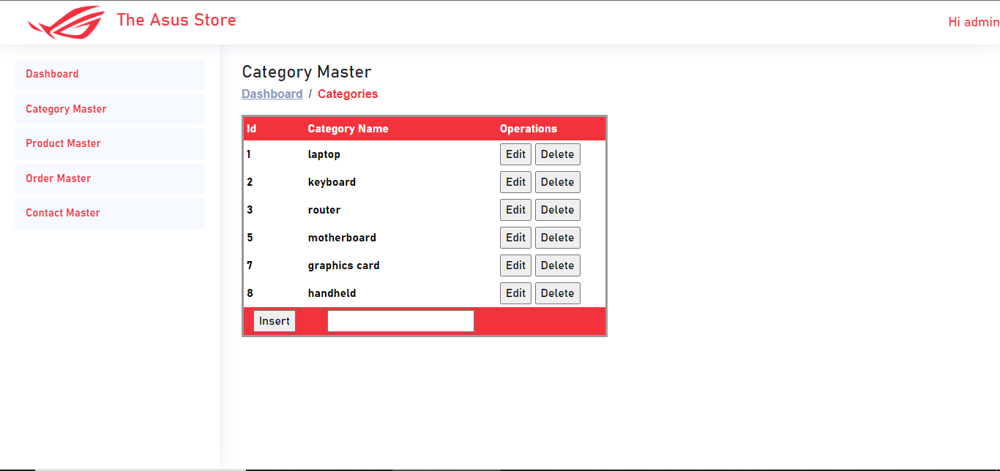 The Asus Store
Hi admin
Dashboard
Category Master
Product Master
Order Master
Contact Master
Category Master
Dashboard / Categories
Id Category Name Operations
1 laptop Edit Delete
2 keyboard Edit Delete
3 router Edit Delete
5 motherboard Edit Delete
7 graphics card Edit Delete
8 handheld Edit Delete
Insert